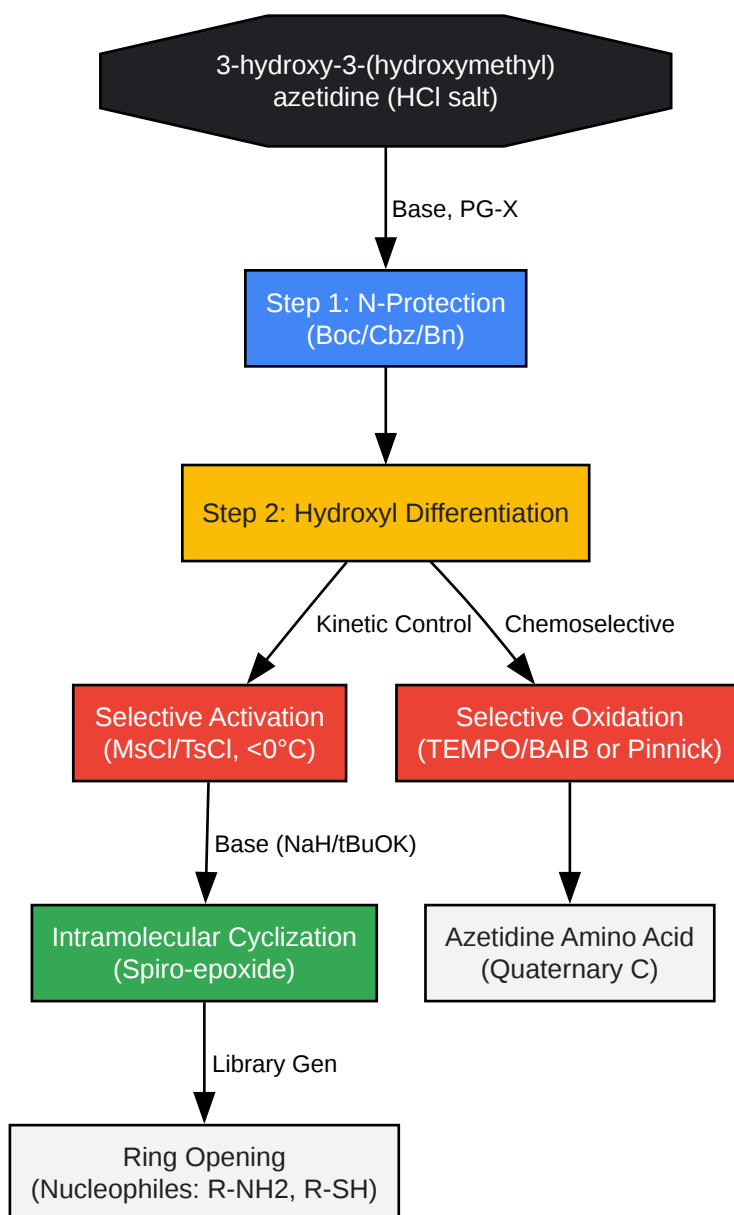 3-hydroxy-3-(hydroxymethyl)
azetidine (HCl salt)
Base, PG-X
Step 1: N-Protection
(Boc/Cbz/Bn)
Step 2: Hydroxyl Differentiation
Kinetic Control
Chemoselective
Selective Activation
(MsCl/TsCl, <0°C)
Selective Oxidation
(TEMPO/BAIB or Pinnick)
Base (NaH/tBuOK)
Intramolecular Cyclization
(Spiro-epoxide)
Azetidine Amino Acid
(Quaternary C)
Library Gen
Ring Opening
(Nucleophiles: R-NH2, R-SH)